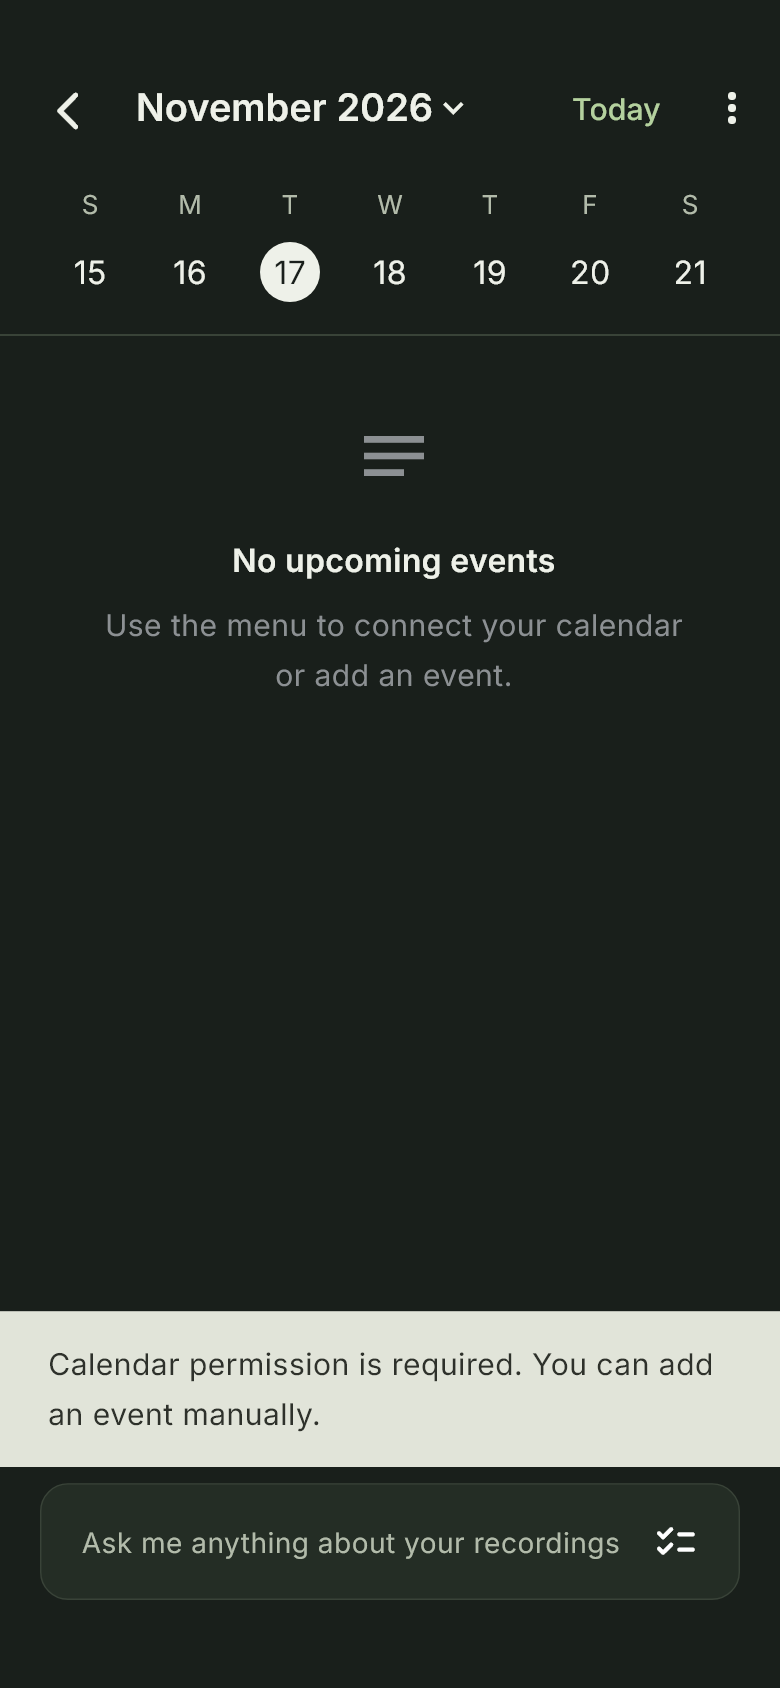 November 2026
Today
S M T W T F S
15 16 17 18 19 20 21
No upcoming events
Use the menu to connect your calendar
or add an event.
Calendar permission is required. You can add
an event manually.
Ask me anything about your recordings